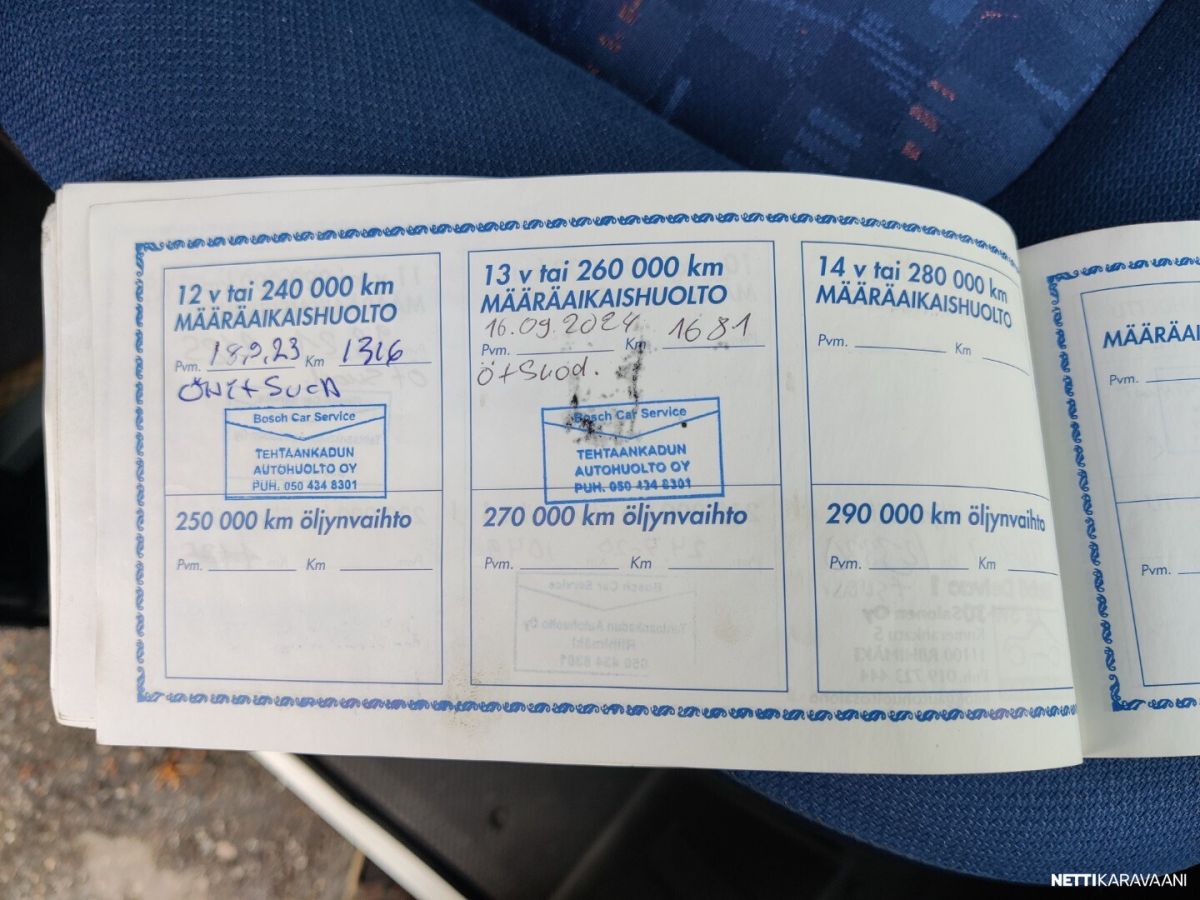 12 v tai 240 000 km
MÄÄRÄAIKAISHUOLTO
Pvm. 18,9,23 Km 1316
Bosch Car Service
TEHTAANKADUN
AUTOHUOLTO OY
PUH. 050 434 8301
250 000 km öljynvaihto
Pvm. Km
13 v tai 260 000 km
MÄÄRÄAIKAISHUOLTO
16.09.2024 1681
Pvm. Km
Ö+Suod.
Bosch Car Service
TEHTAANKADUN
AUTOHUOLTO OY
PUH. 050 434 8301
270 000 km öljynvaihto
Pvm. Km
14 v tai 280 000 km
MÄÄRÄAIKAISHUOLTO
Pvm. Km
290 000 km öljynvaihto
Pvm. Km
MÄÄRÄAI
Pvm.
Pvm.
NETTIKARAVAANI